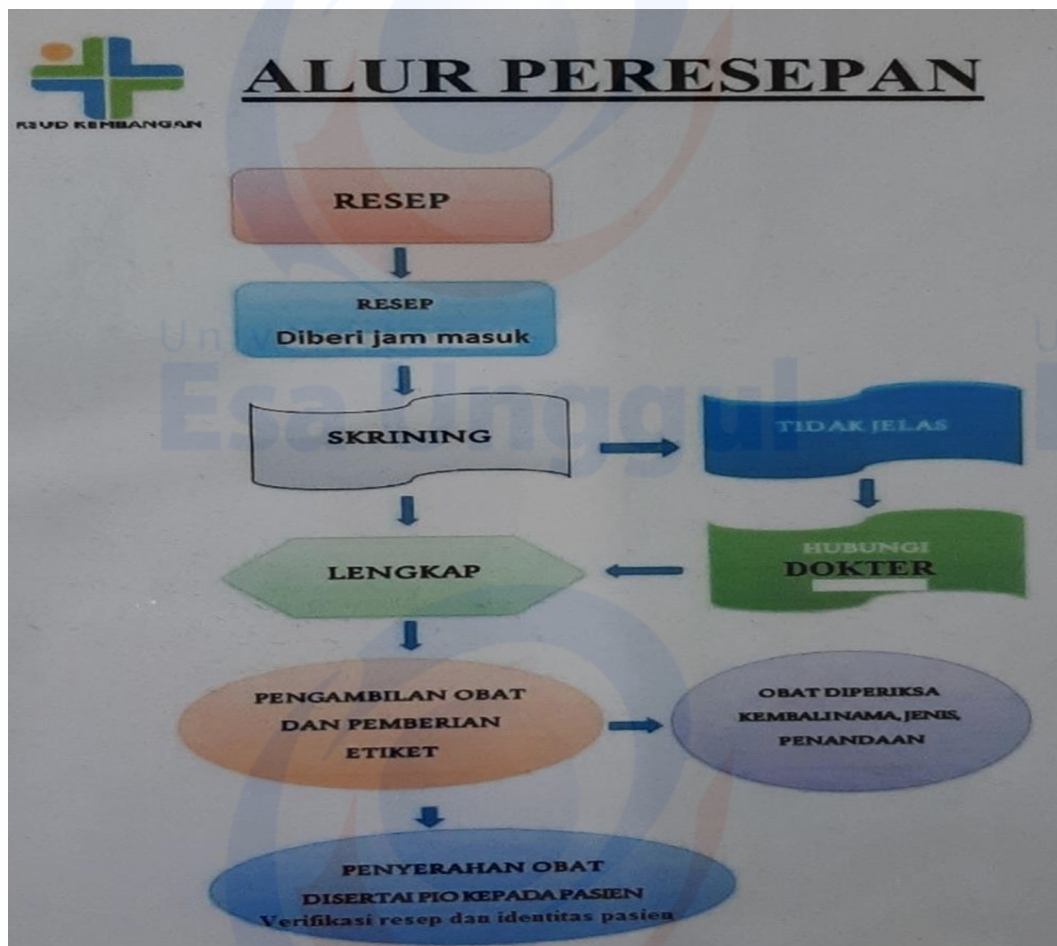 ALUR PERESEPAN
RSUD KEMBANGAN
RESEP
RESEP
Diberi jam masuk
Universitas
Esa Unggul
SKRINING
TIDAK JELAS
LENGKAP
HUBUNGI
DOKTER
PENGAMBILAN OBAT
DAN PEMBERIAN
ETIKET
OBAT DIPERIKSA
KEMBALI NAMA, JENIS,
PENANDAAN
PENYERAHAN OBAT
DISERTAI PIO KEPADA PASIEN
Verifikasi resep dan identitas pasien